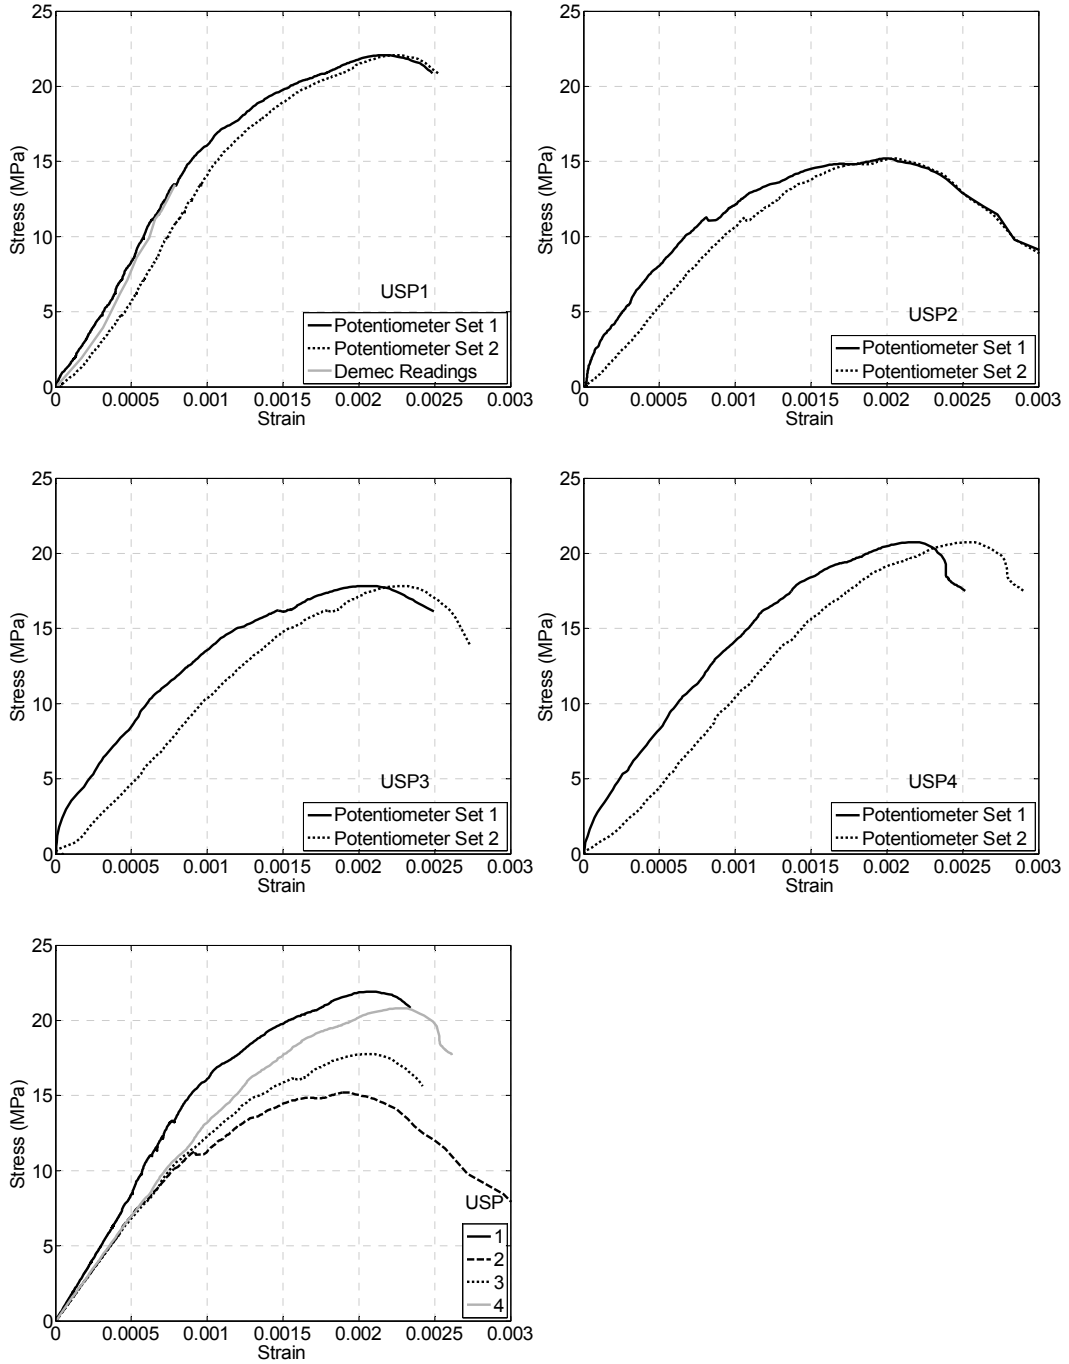 25
20
15
10
5
0
Stress (MPa)
USP1
Potentiometer Set 1
Potentiometer Set 2
Demec Readings
0 0.0005 0.001 0.0015 0.002 0.0025 0.003
Strain
25
20
15
10
5
0
Stress (MPa)
USP2
Potentiometer Set 1
Potentiometer Set 2
0 0.0005 0.001 0.0015 0.002 0.0025 0.003
Strain
25
20
15
10
5
0
Stress (MPa)
USP3
Potentiometer Set 1
Potentiometer Set 2
0 0.0005 0.001 0.0015 0.002 0.0025 0.003
Strain
25
20
15
10
5
0
Stress (MPa)
USP4
Potentiometer Set 1
Potentiometer Set 2
0 0.0005 0.001 0.0015 0.002 0.0025 0.003
Strain
25
20
15
10
5
0
Stress (MPa)
USP
1
2
3
4
0 0.0005 0.001 0.0015 0.002 0.0025 0.003
Strain